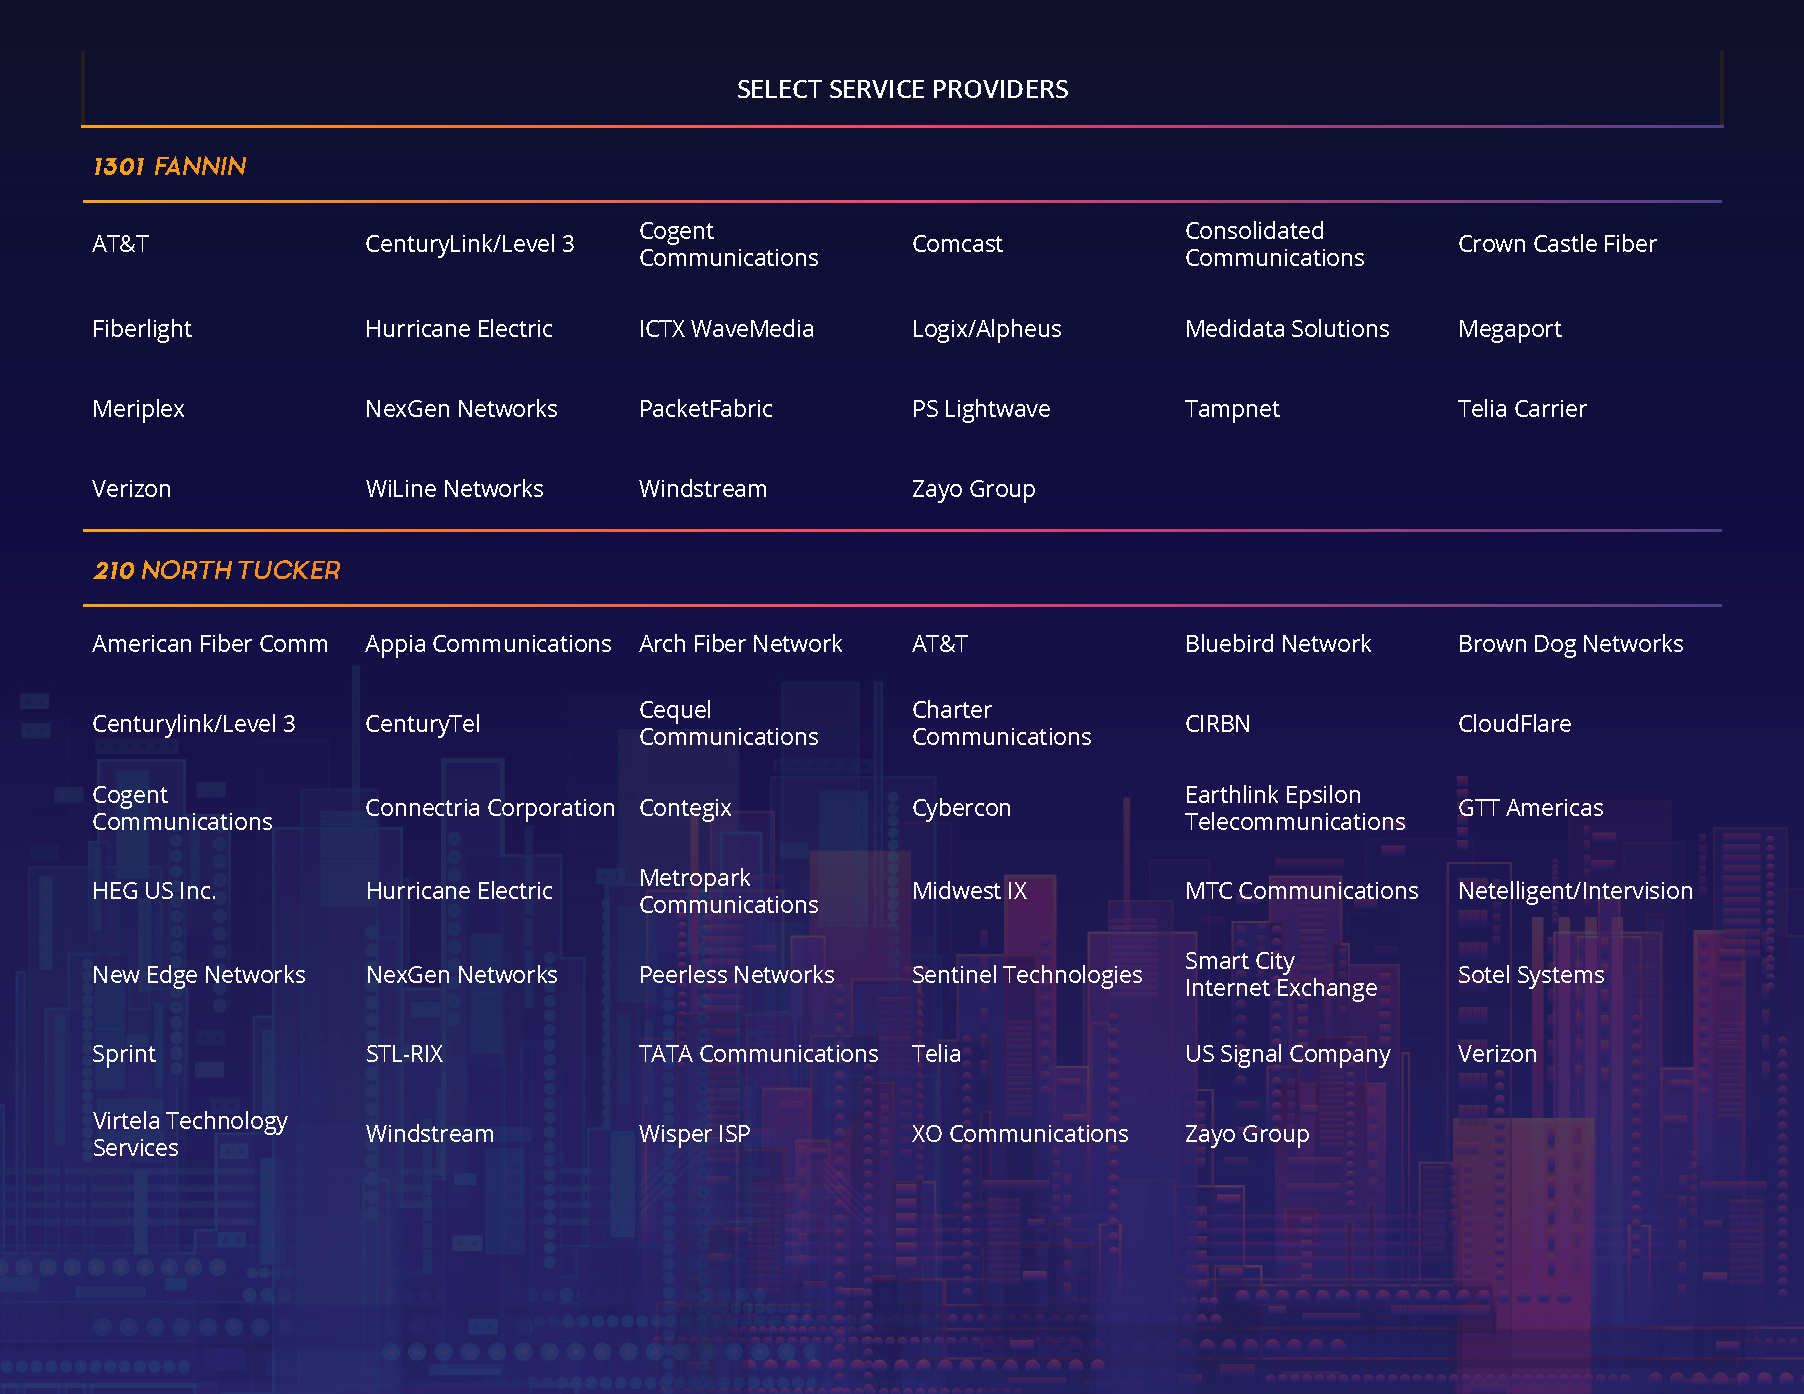 SELECT SERVICE PROVIDERS
1301 FANNIN
AT&T
CenturyLink/Level 3
Cogent
Communications
Comcast
Consolidated
Communications
Crown Castle Fiber
Fiberlight
Hurricane Electric
ICTX WaveMedia
Logix/Alpheus
Medidata Solutions
Megaport
Meriplex
NexGen Networks
PacketFabric
PS Lightwave
Tampnet
Telia Carrier
Verizon
WiLine Networks
Windstream
Zayo Group
210 NORTH TUCKER
American Fiber Comm
Appia Communications
Arch Fiber Network
AT&T
Bluebird Network
Brown Dog Networks
Centurylink/Level 3
CenturyTel
Cequel
Communications
Charter
Communications
CIRBN
CloudFlare
Cogent
Communications
Connectria Corporation
Contegix
Cybercon
Earthlink Epsilon
Telecommunications
GTT Americas
HEG US Inc.
Hurricane Electric
Metropark
Communications
Midwest IX
MTC Communications
Netelligent/Intervision
New Edge Networks
NexGen Networks
Peerless Networks
Sentinel Technologies
Smart City
Internet Exchange
Sotel Systems
Sprint
STL-RIX
TATA Communications
Telia
US Signal Company
Verizon
Virtela Technology
Services
Windstream
Wisper ISP
XO Communications
Zayo Group